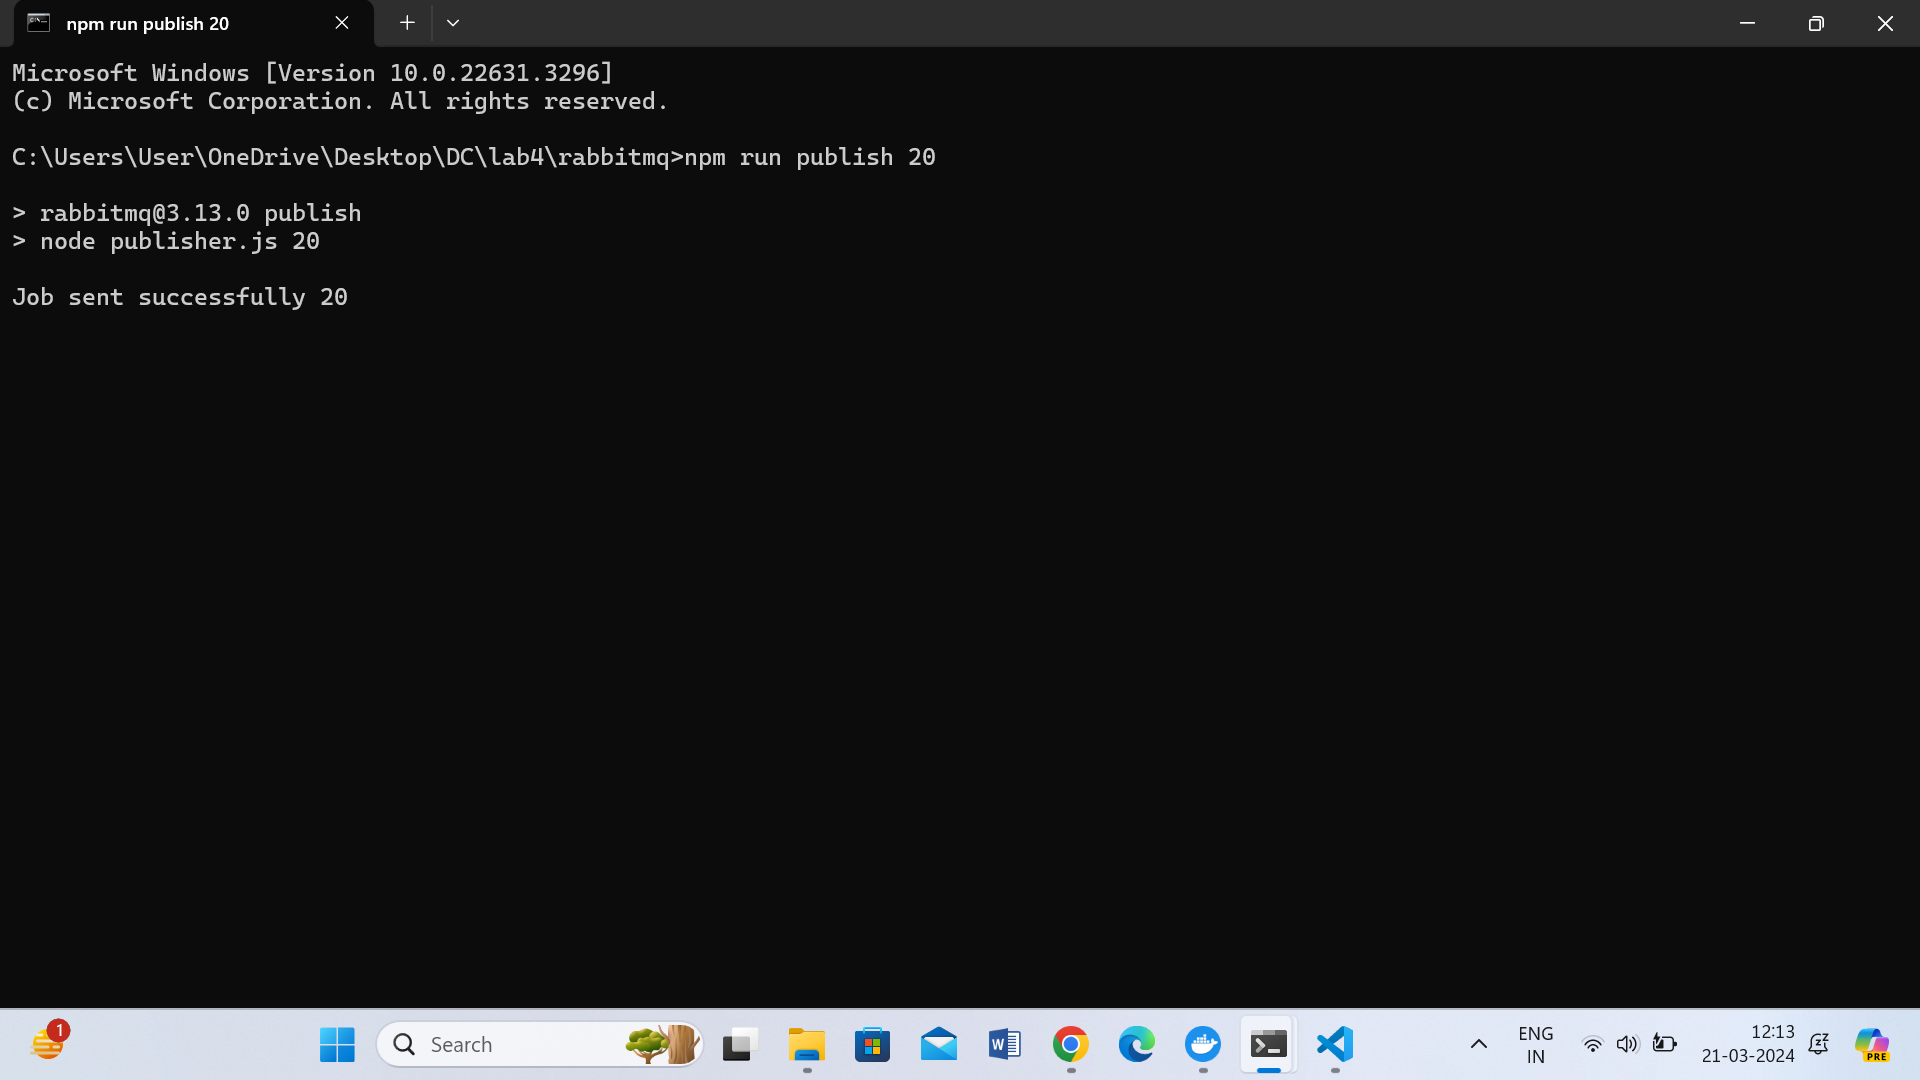 npm run publish 20
Microsoft Windows [Version 10.0.22631.3296]
(c) Microsoft Corporation. All rights reserved.
C:\Users\User\OneDrive\Desktop\DC\lab4\rabbitmq>npm run publish 20
> rabbitmq@3.13.0 publish
> node publisher.js 20
Job sent successfully 20
1
Search
W
ENG
IN
12:13
21-03-2024
PRE